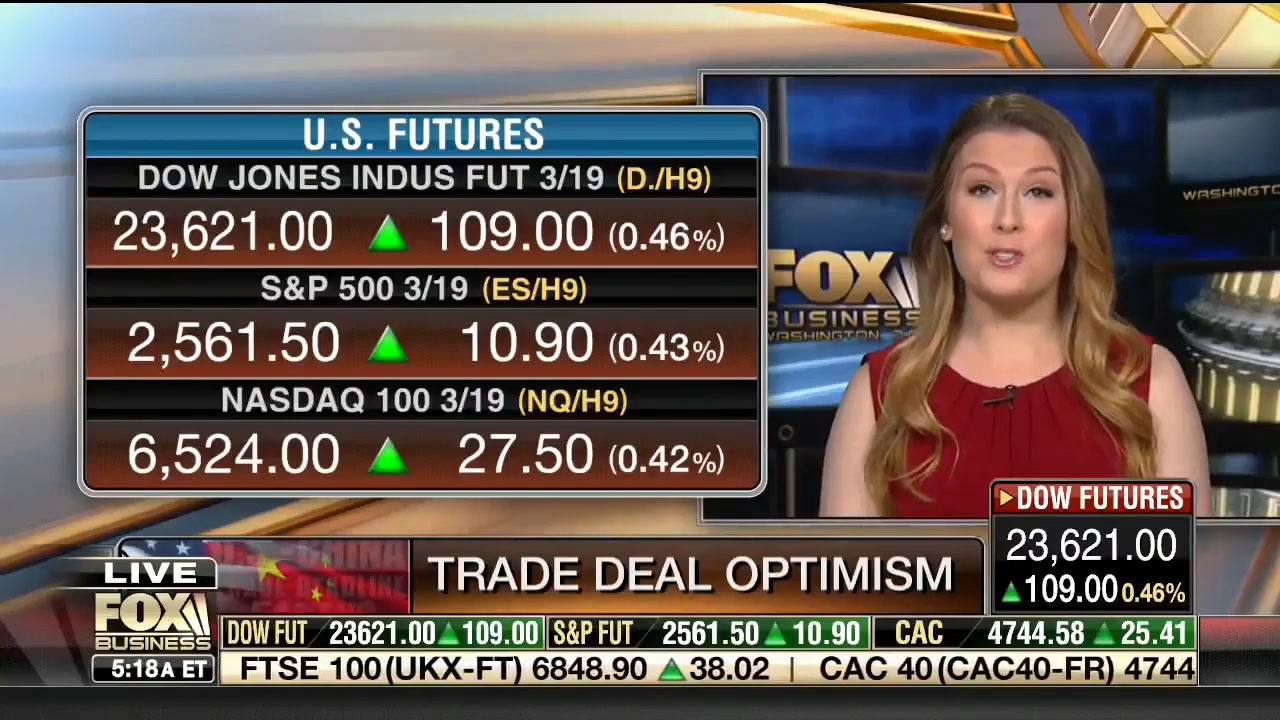 U.S. FUTURES
DOW JONES INDUS FUT 3/19 (D./H9)
23,621.00 ▲ 109.00 (0.46%)
S&P 500 3/19 (ES/H9)
2,561.50 ▲ 10.90 (0.43%)
NASDAQ 100 3/19 (NQ/H9)
6,524.00 ▲ 27.50 (0.42%)
WASHINGTO
FOX
BUSINESS
WASHINGTON
DOW FUTURES
23,621.00
▲109.00 0.46%
CHINA
DEADLINE
TRADE DEAL OPTIMISM
LIVE
FOX
BUSINESS
5:18A ET
DOW FUT 23621.00 ▲ 109.00 S&P FUT 2561.50 ▲ 10.90 CAC 4744.58 ▲ 25.41
FTSE 100 (UKX-FT) 6848.90 ▲ 38.02 | CAC 40 (CAC40-FR) 4744